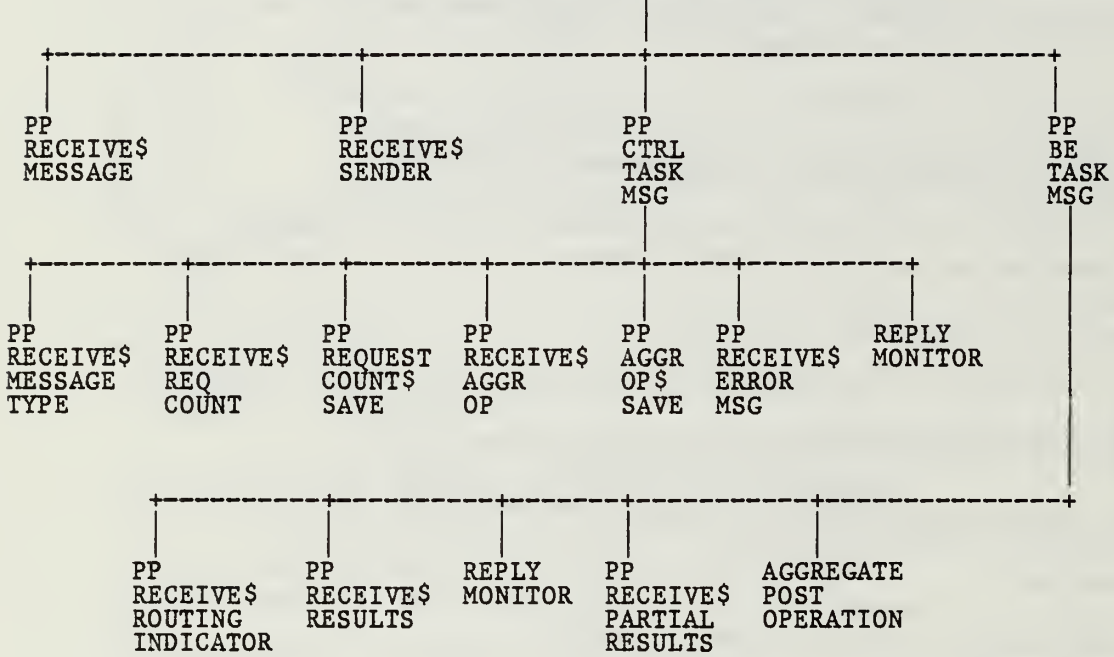 PP
RECEIVE$
MESSAGE
PP
RECEIVE$
SENDER
PP
CTRL
TASK
MSG
PP
BE
TASK
MSG
PP
RECEIVE$
MESSAGE
TYPE
PP
RECEIVE$
REQ
COUNT
PP
REQUEST
COUNT$
SAVE
PP
RECEIVE$
AGGR
OP
PP
AGGR
OP$
SAVE
PP
RECEIVE$
ERROR
MSG
REPLY
MONITOR
PP
RECEIVE$
ROUTING
INDICATOR
PP
RECEIVE$
RESULTS
REPLY
MONITOR
PP
RECEIVE$
PARTIAL
RESULTS
AGGREGATE
POST
OPERATION